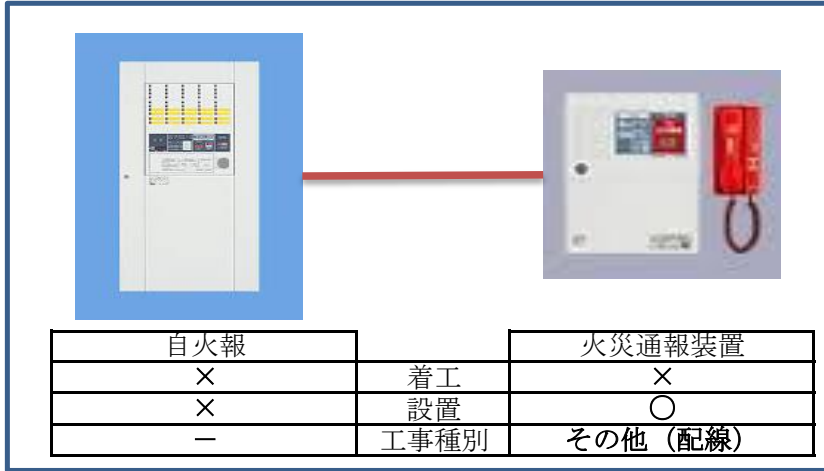 自火報 火災通報装置
× 着工 ×
× 設置 ○
－ 工事種別 その他（配線）